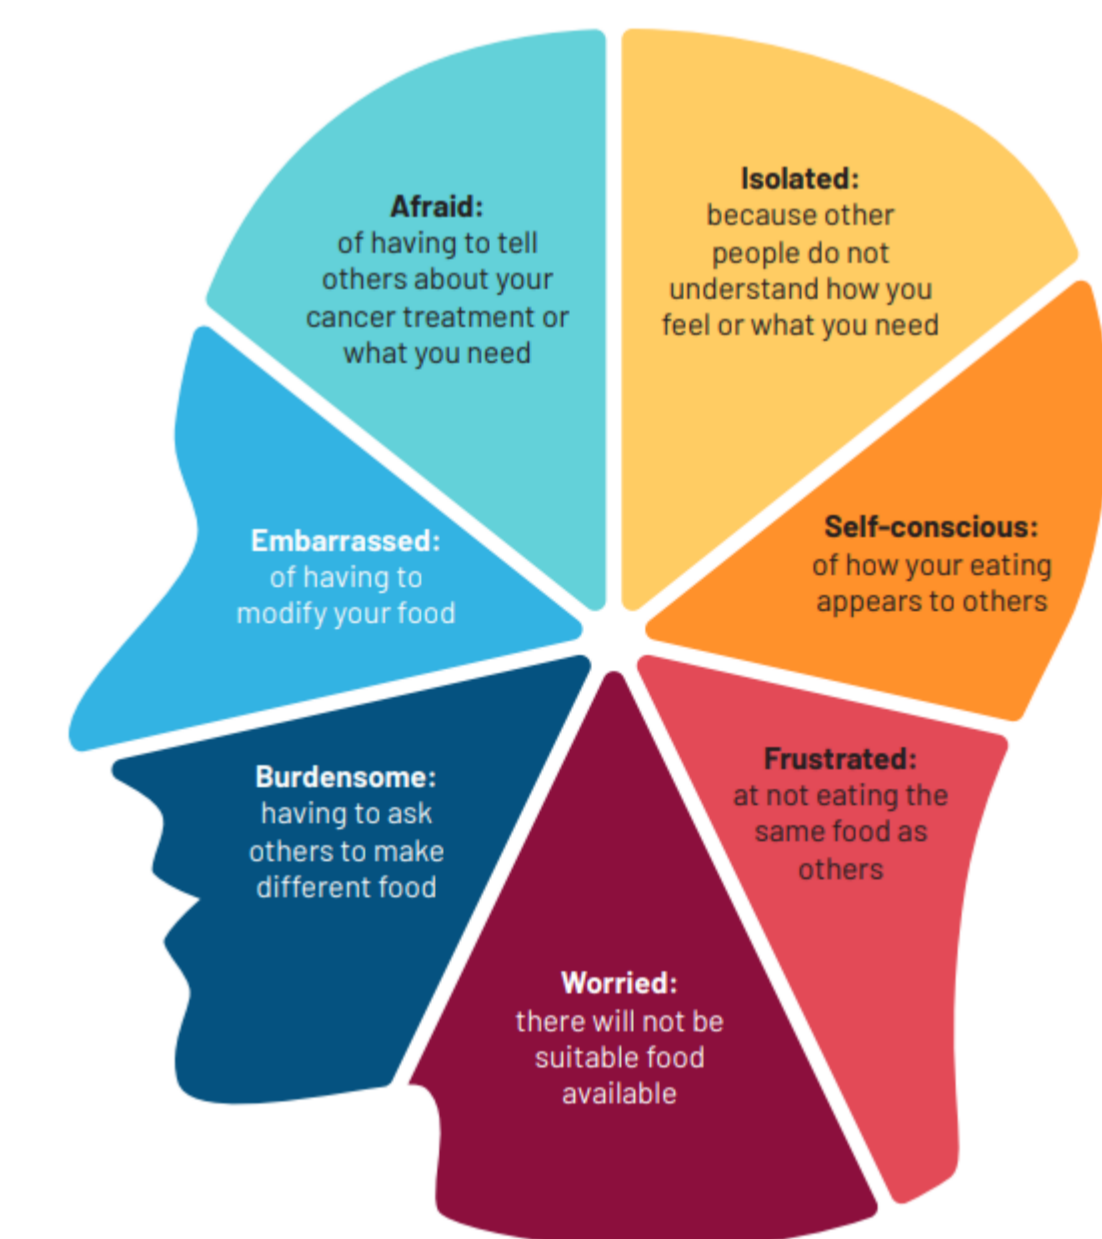 Afraid:
of having to tell
others about your
cancer treatment or
what you need
Isolated:
because other
people do not
understand how you
feel or what you need
Embarrassed:
of having to
modify your food
Self-conscious:
of how your eating
appears to others
Burdensome:
having to ask
others to make
different food
Frustrated:
at not eating the
same food as
others
Worried:
there will not be
suitable food
available